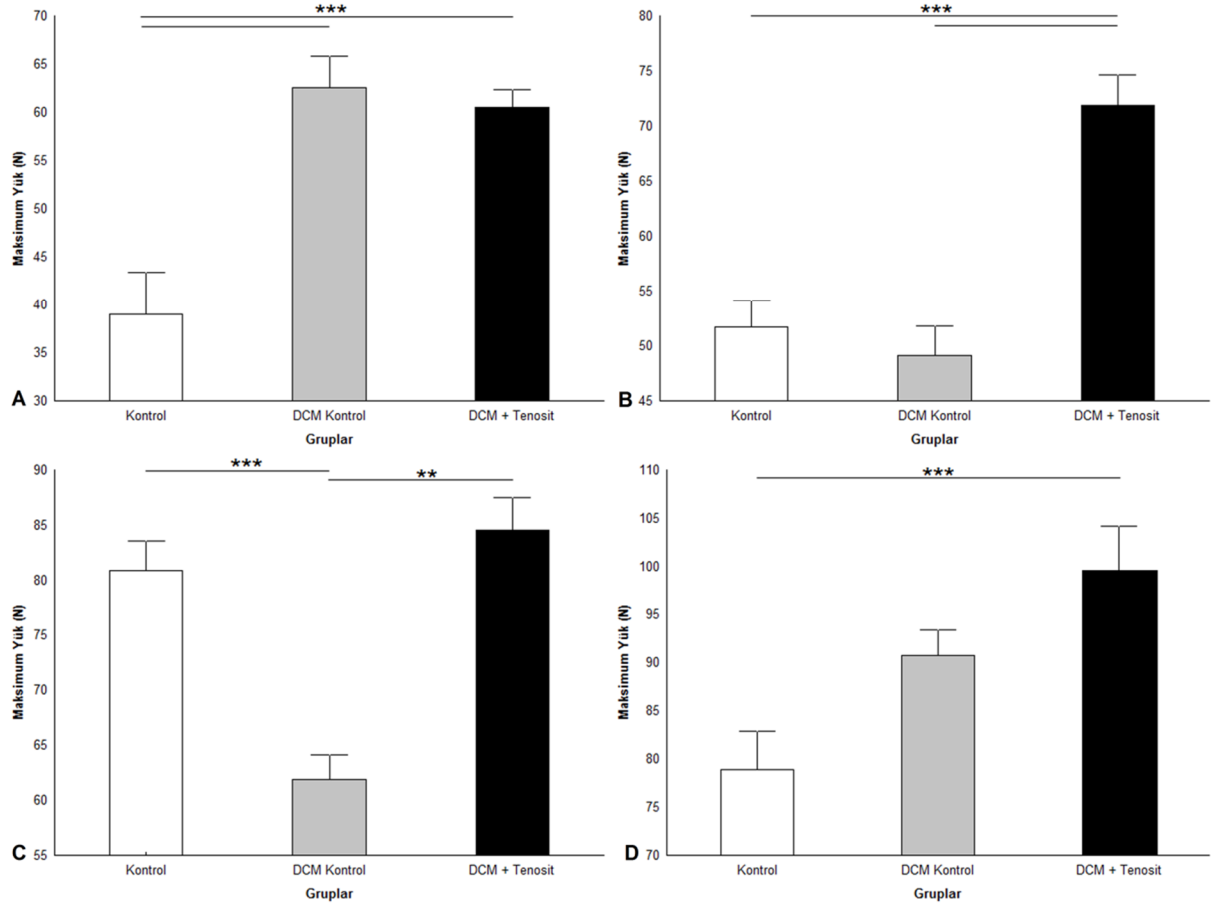 ***
70
65
60
55
50
45
40
35
30
Maksimum Yük (N)
A
Kontrol
DCM Kontrol
DCM + Tenosit
Gruplar
***
80
75
70
65
60
55
50
45
Maksimum Yük (N)
B
Kontrol
DCM Kontrol
DCM + Tenosit
Gruplar
***
**
90
85
80
75
70
65
60
55
Maksimum Yük (N)
C
Kontrol
DCM Kontrol
DCM + Tenosit
Gruplar
***
110
105
100
95
90
85
80
75
70
Maksimum Yük (N)
D
Kontrol
DCM Kontrol
DCM + Tenosit
Gruplar